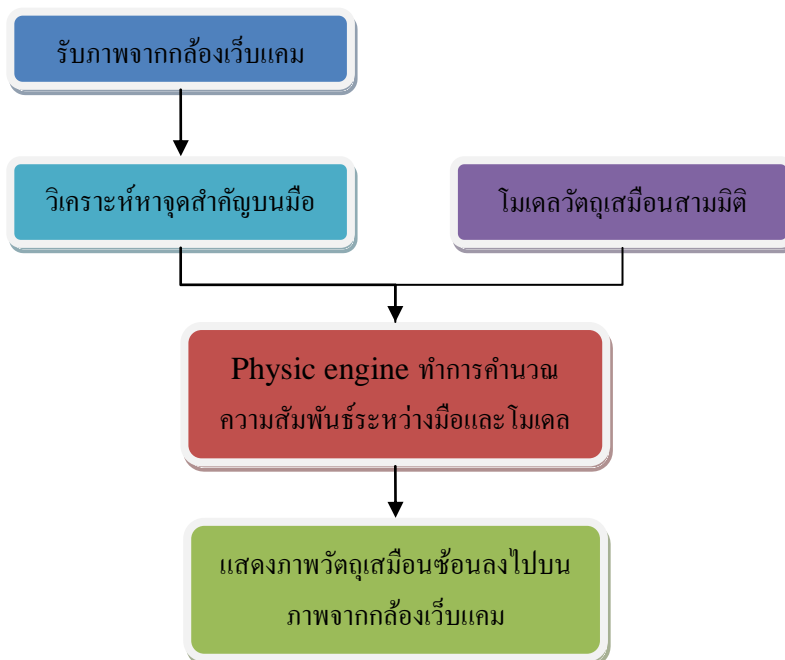 รับภาพจากกล้องเว็บแคม
วิเคราะห์หาจุดสำคัญบนมือ
โมเดลวัตถุเสมือนสามมิติ
Physic engine ทำการคำนวณ
ความสัมพันธ์ระหว่างมือและโมเดล
แสดงภาพวัตถุเสมือนซ้อนลงไปบน
ภาพจากกล้องเว็บแคม